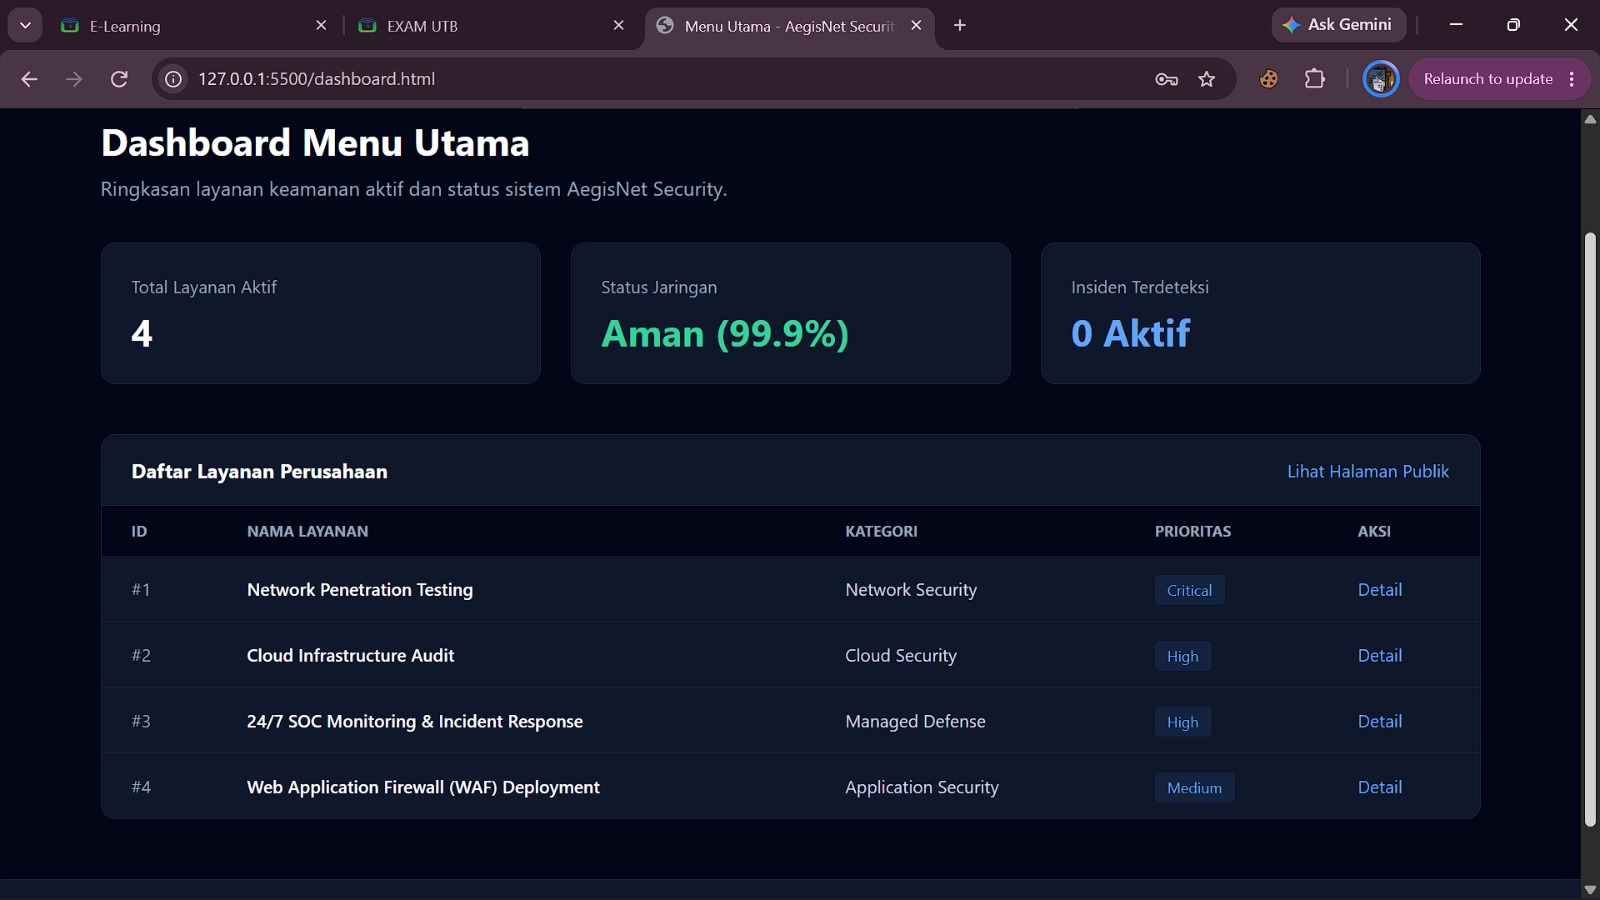 E-Learning
EXAM UTB
Menu Utama - AegisNet Securit
Ask Gemini
127.0.0.1:5500/dashboard.html
Relaunch to update
Dashboard Menu Utama
Ringkasan layanan keamanan aktif dan status sistem AegisNet Security.
Total Layanan Aktif
4
Status Jaringan
Aman (99.9%)
Insiden Terdeteksi
0 Aktif
Daftar Layanan Perusahaan
Lihat Halaman Publik
ID NAMA LAYANAN KATEGORI PRIORITAS AKSI
#1 Network Penetration Testing Network Security Critical Detail
#2 Cloud Infrastructure Audit Cloud Security High Detail
#3 24/7 SOC Monitoring & Incident Response Managed Defense High Detail
#4 Web Application Firewall (WAF) Deployment Application Security Medium Detail